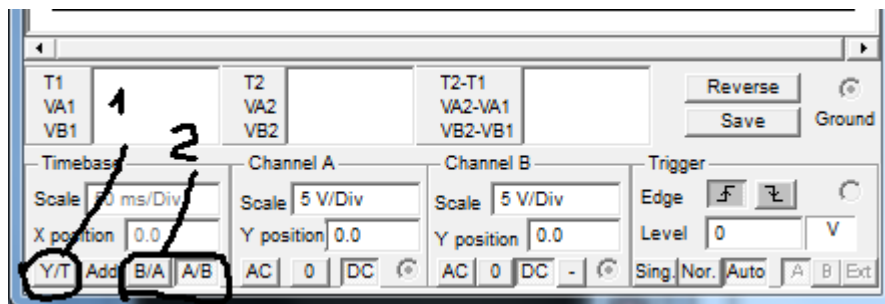 T1 T2 T2-T1 Reverse
VA1 1 VA2 VA2-VA1
VB1 2 VB2 VB2-VB1 Save Ground
Timebase Channel A Channel B Trigger
Scale ms/Div Scale 5 V/Div Scale 5 V/Div Edge
X position 0.0 Y position 0.0 Y position 0.0 Level 0 V
Y/T Add B/A A/B AC 0 DC AC 0 DC - Sing. Nor. Auto A B Ext